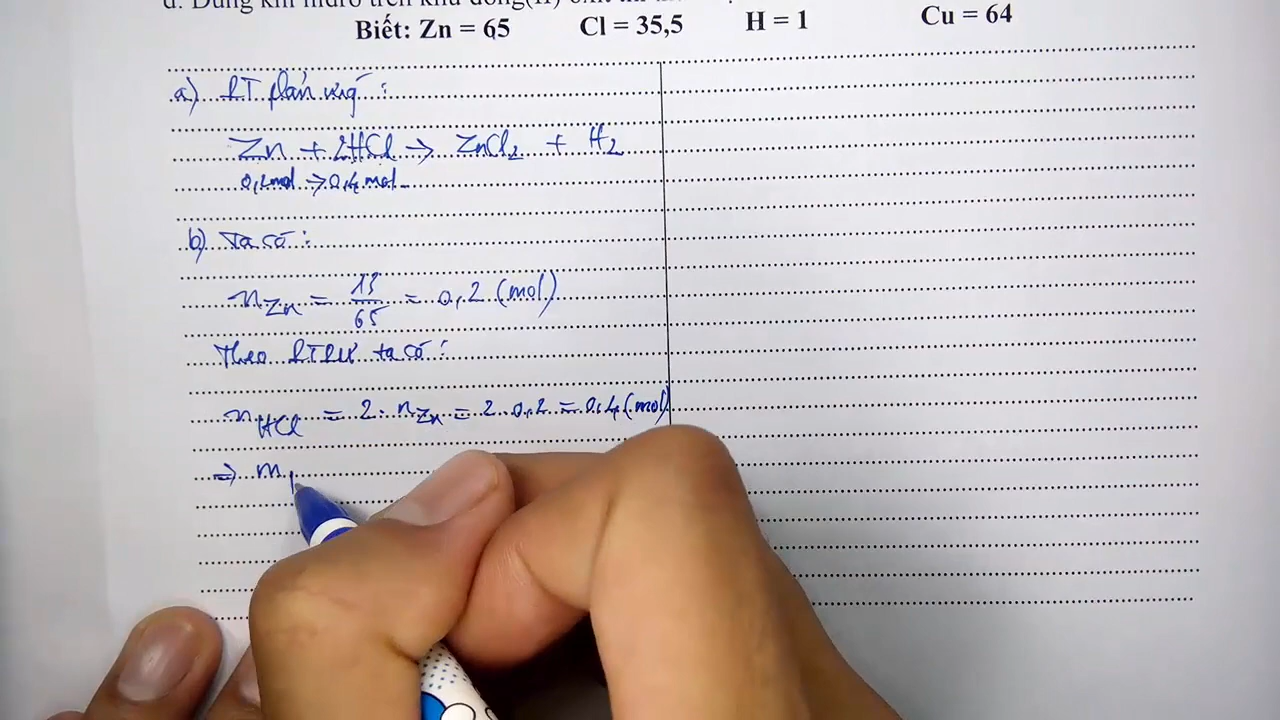 Biết: Zn = 65 Cl = 35,5 H = 1 Cu = 64
a) PT phản ứng :
Zn + 2HCl → ZnCl2 + H2
0,2mol → 0,4 mol
b) Ta có :
nZn = 13/65 = 0,2 (mol)
Theo PTPƯ ta có :
nHCl = 2. nZn = 2.0,2 = 0,4 (mol)
=> m